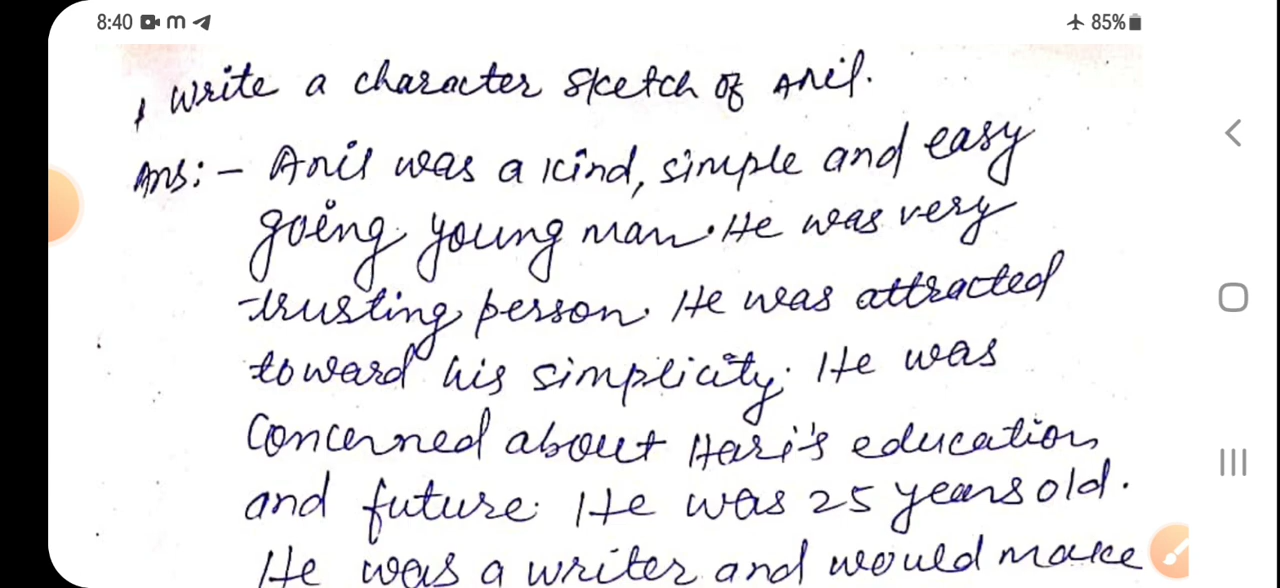 8:40 m 85%
1 Write a character sketch of Anil.
Ans:- Anil was a kind, simple and easy
going young man. He was very
trusting person. He was attracted
toward his simplicity. He was
concerned about Hari's education
and future. He was 25 years old.
He was a writer and would make